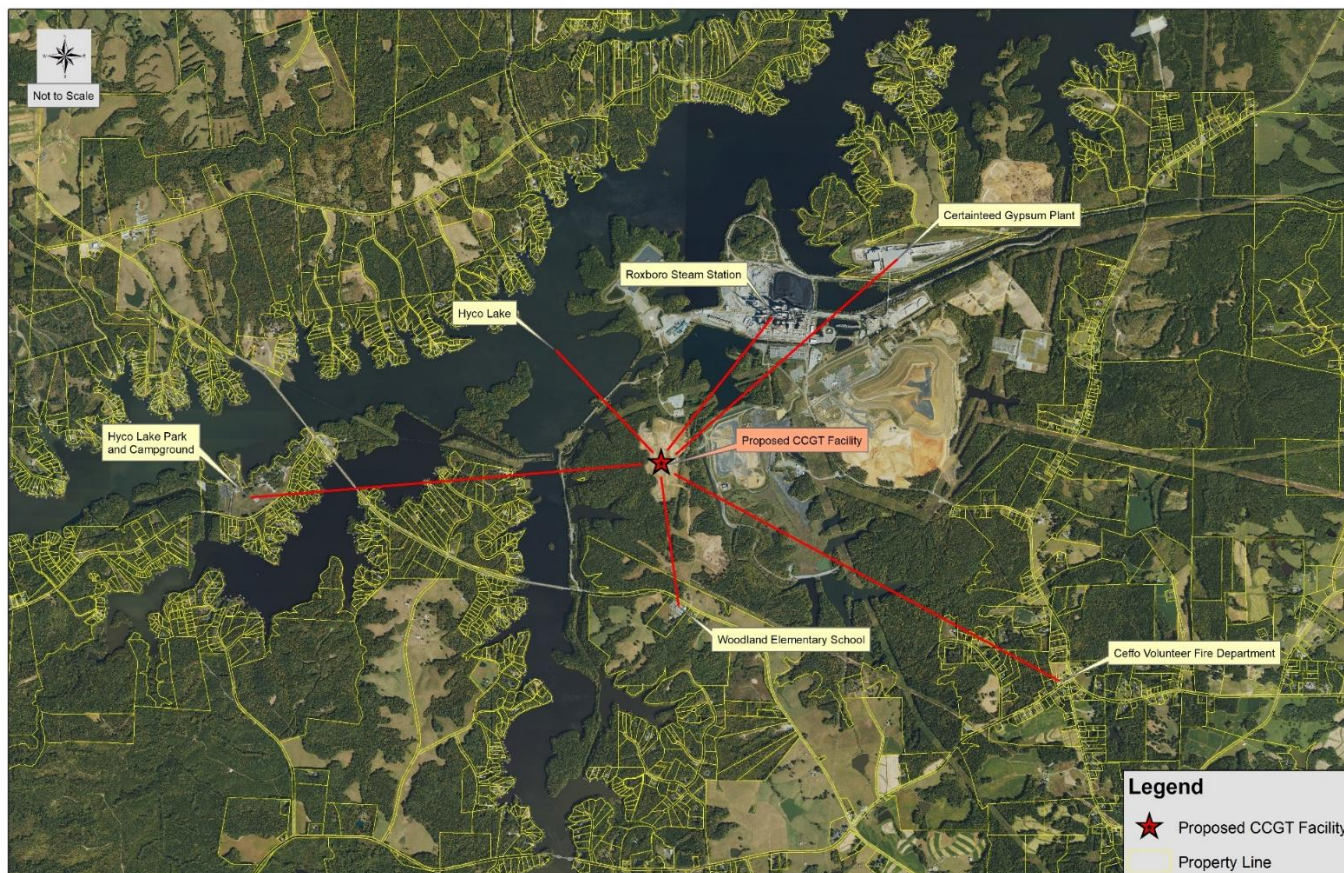 Not to Scale
Certainteed Gypsum Plant
Roxboro Steam Station
Hyco Lake
Hyco Lake Park
and Campground
Proposed CCGT Facility
Woodland Elementary School
Ceffo Volunteer Fire Department
Legend
Proposed CCGT Facility
Property Line